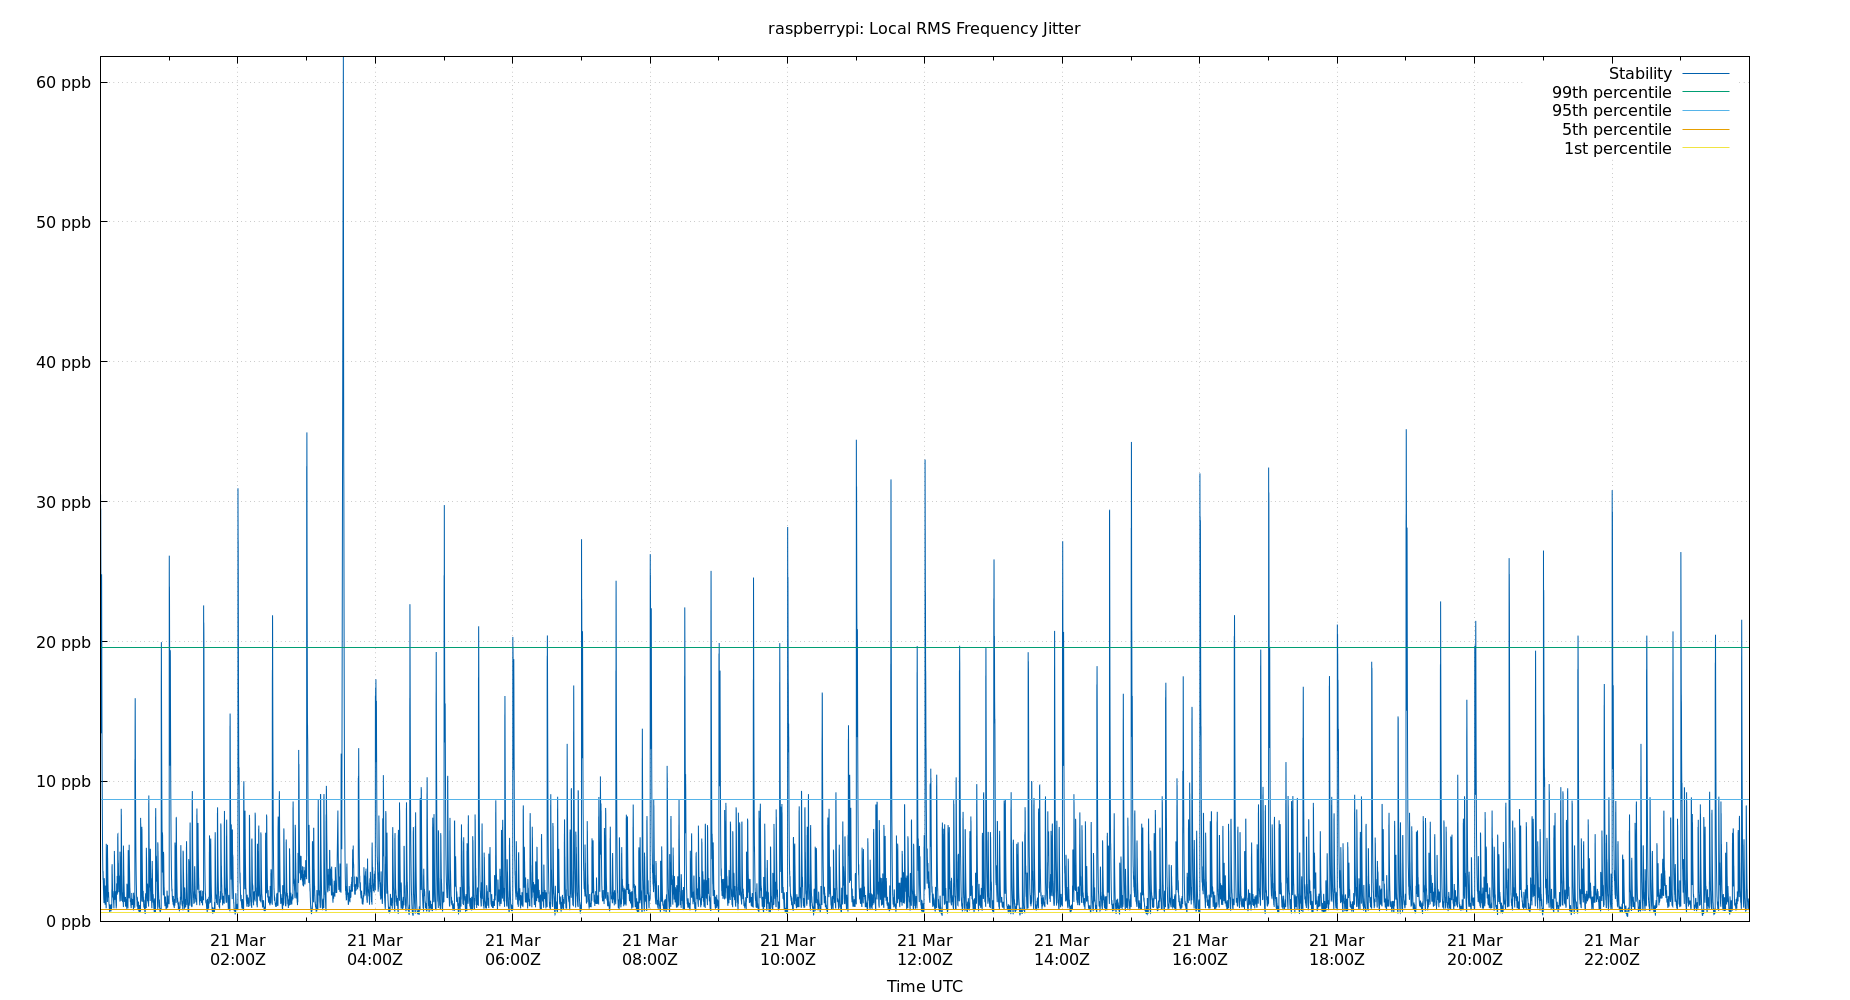 raspberrypi: Local RMS Frequency Jitter
Stability
99th percentile
95th percentile
5th percentile
1st percentile
60 ppb
50 ppb
40 ppb
30 ppb
20 ppb
10 ppb
0 ppb
21 Mar 21 Mar 21 Mar 21 Mar 21 Mar 21 Mar 21 Mar 21 Mar 21 Mar 21 Mar 21 Mar
02:00Z 04:00Z 06:00Z 08:00Z 10:00Z 12:00Z 14:00Z 16:00Z 18:00Z 20:00Z 22:00Z
Time UTC